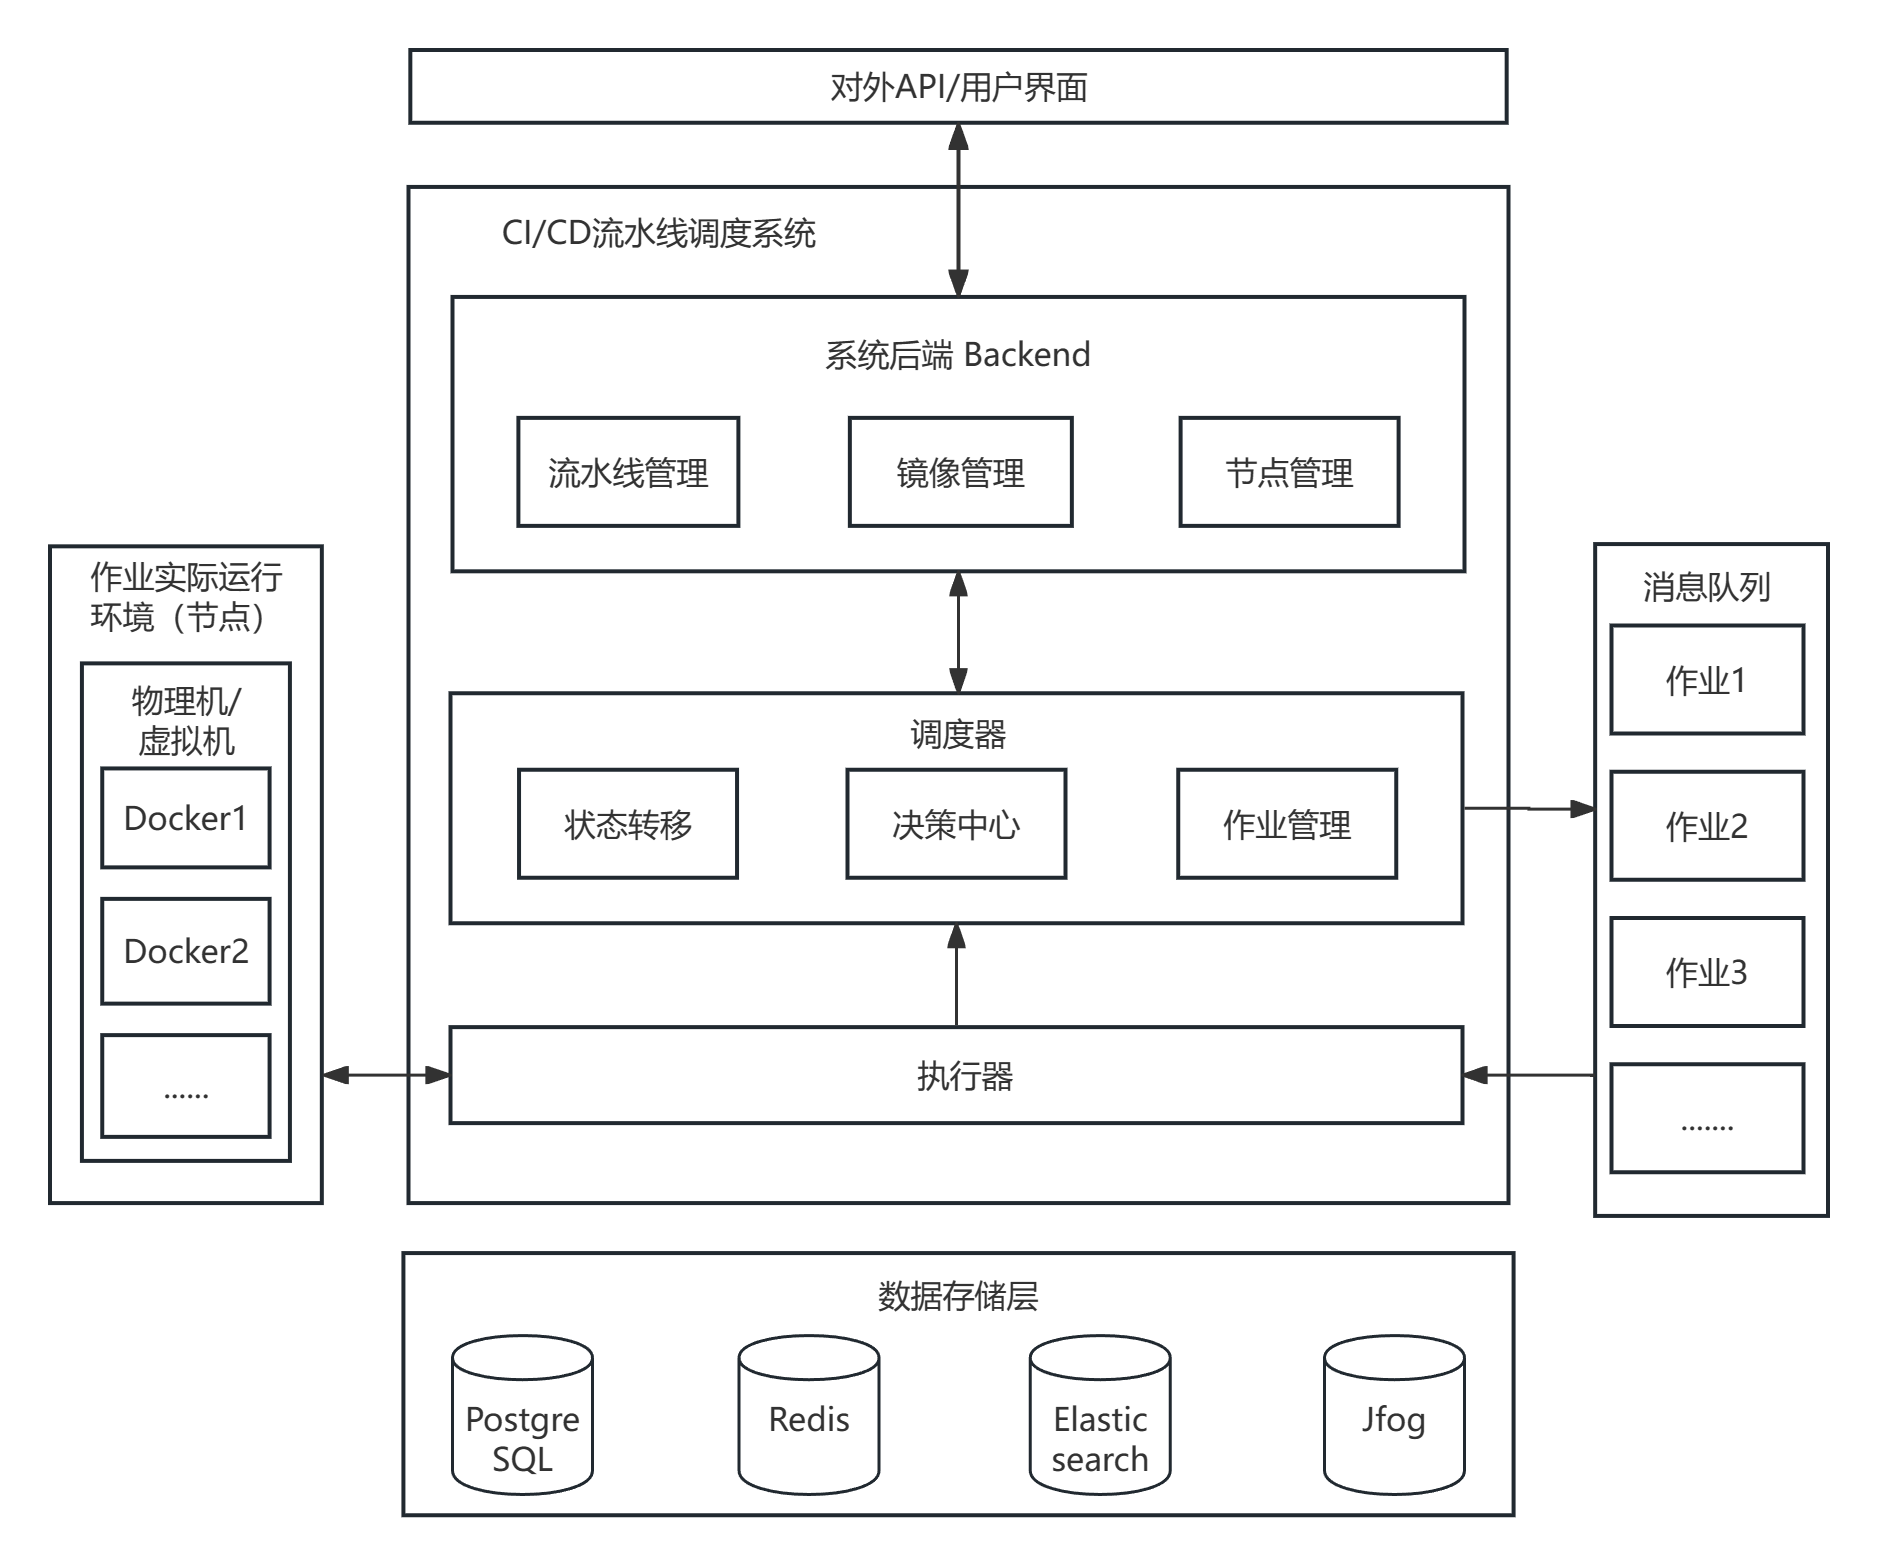 对外API/用户界面
CI/CD流水线调度系统
系统后端 Backend
流水线管理
镜像管理
节点管理
作业实际运行
环境（节点）
物理机/
虚拟机
Docker1
Docker2
......
调度器
状态转移
决策中心
作业管理
执行器
消息队列
作业1
作业2
作业3
.......
数据存储层
Postgre
SQL
Redis
Elastic
search
Jfog